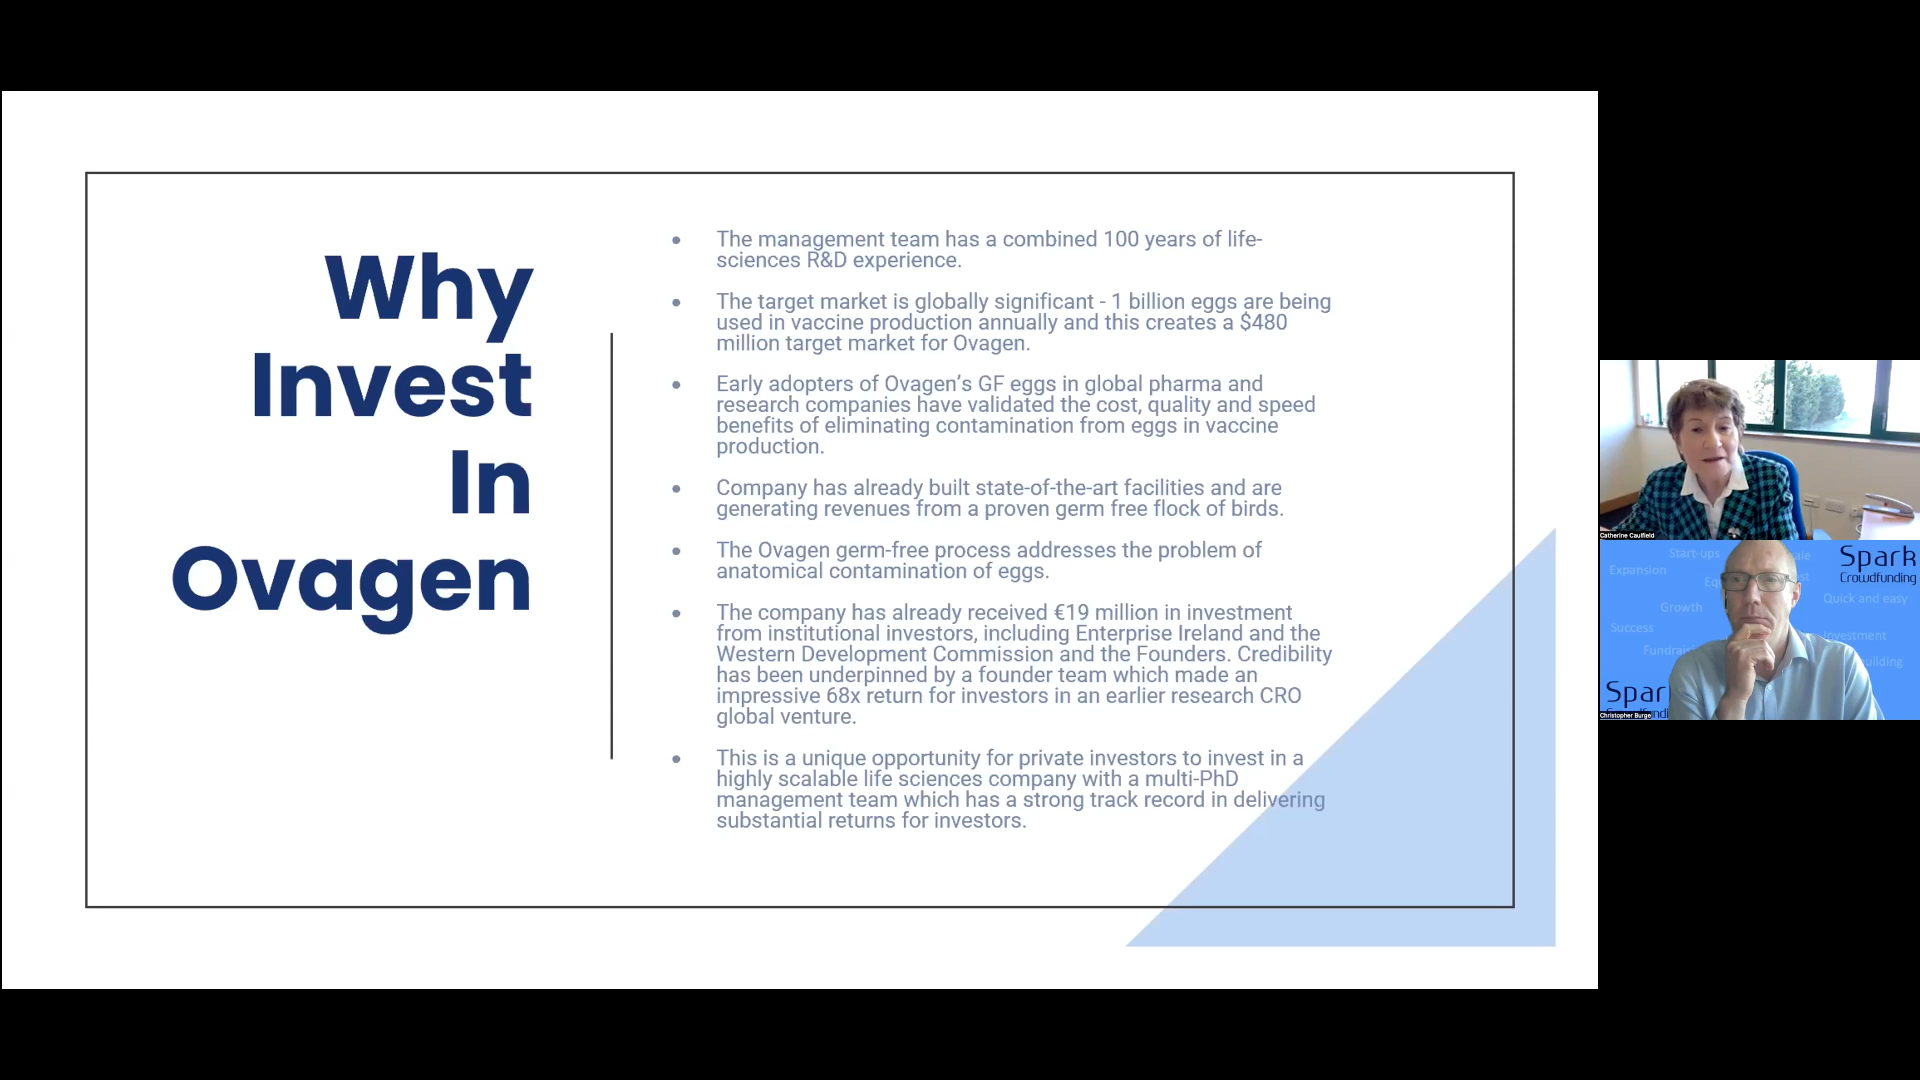 Why
Invest
In
Ovagen
• The management team has a combined 100 years of life-
sciences R&D experience.
• The target market is globally significant - 1 billion eggs are being
used in vaccine production annually and this creates a $480
million target market for Ovagen.
• Early adopters of Ovagen’s GF eggs in global pharma and
research companies have validated the cost, quality and speed
benefits of eliminating contamination from eggs in vaccine
production.
• Company has already built state-of-the-art facilities and are
generating revenues from a proven germ free flock of birds.
• The Ovagen germ-free process addresses the problem of
anatomical contamination of eggs.
• The company has already received €19 million in investment
from institutional investors, including Enterprise Ireland and the
Western Development Commission and the Founders. Credibility
has been underpinned by a founder team which made an
impressive 68x return for investors in an earlier research CRO
global venture.
• This is a unique opportunity for private investors to invest in a
highly scalable life sciences company with a multi-PhD
management team which has a strong track record in delivering
substantial returns for investors.
Catherine Caulfield
Start-ups
Spark
Crowdfunding
Expansion
Quick and easy
Growth
Success
Investment
Christopher Burge